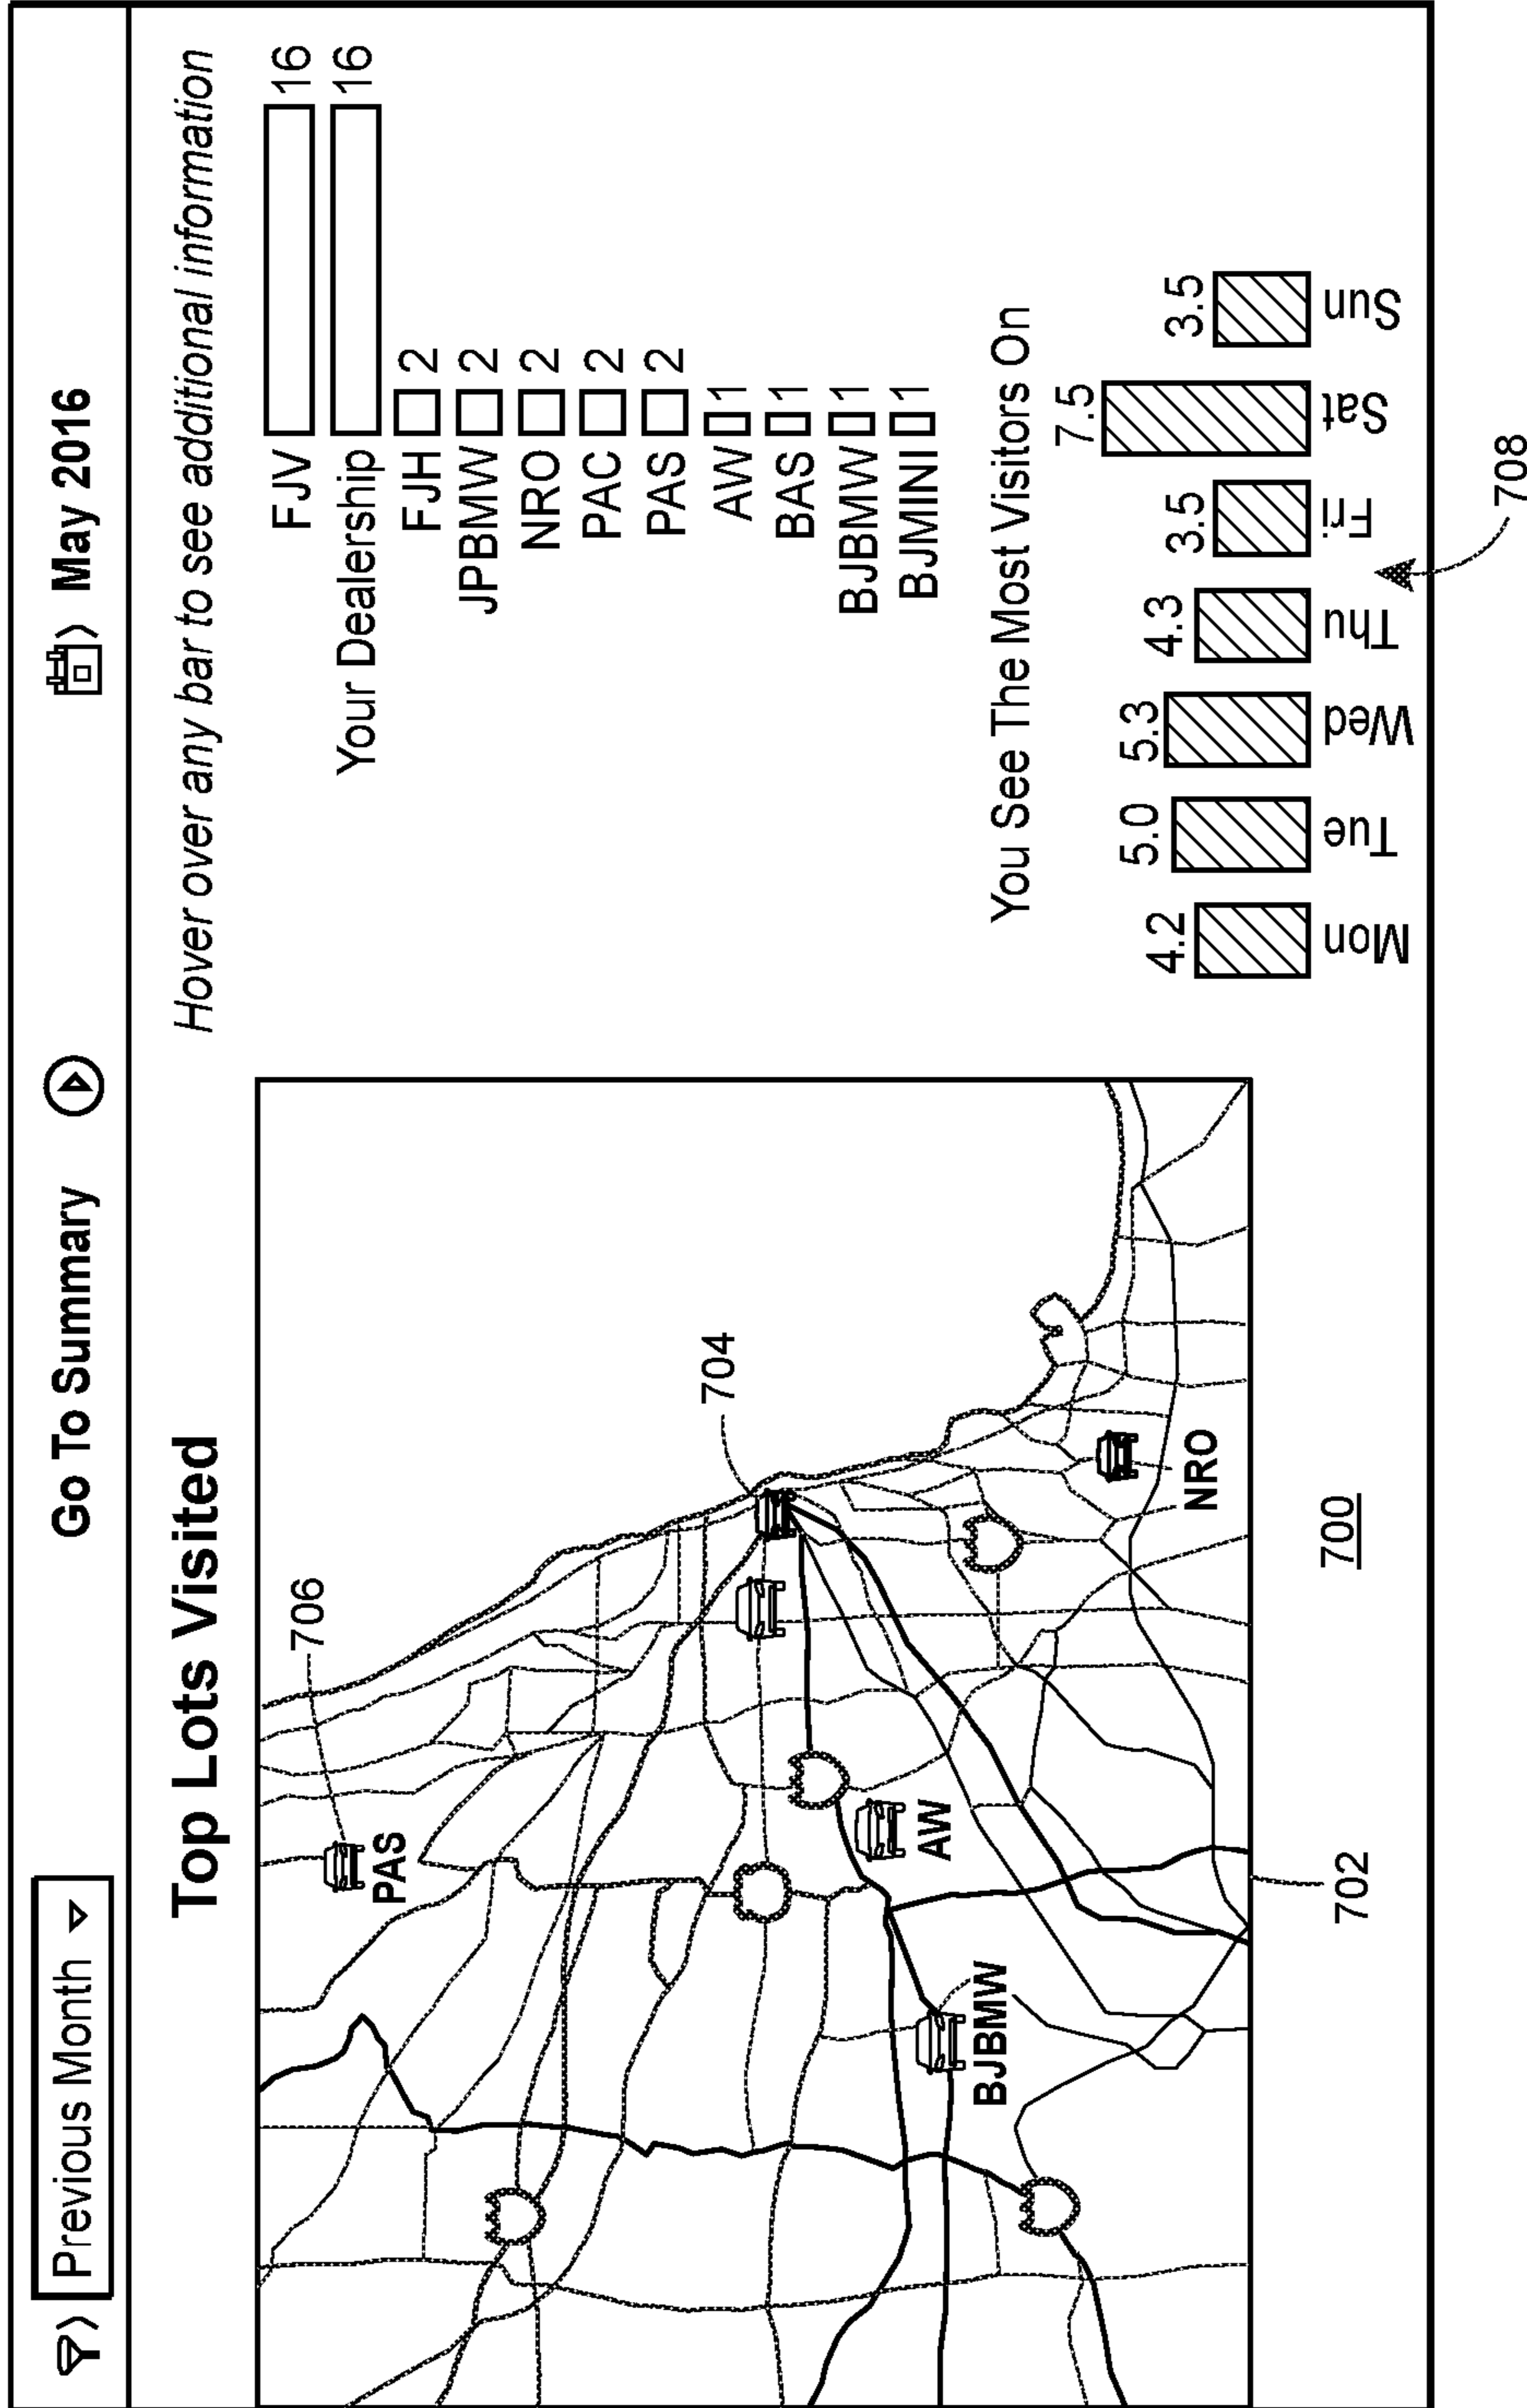 Previous Month
Go To Summary
May 2016
Top Lots Visited
Hover over any bar to see additional information
706
PAS
704
AW
BJBMW
NRO
702
700
FJV 16
Your Dealership 16
FJH 2
JPBMW 2
NRO 2
PAC 2
PAS 2
AW 1
BAS 1
BJBMW 1
BJMINI 1
You See The Most Visitors On
4.2 5.0 5.3 4.3 3.5 7.5 3.5
Mon Tue Wed Thu Fri Sat Sun
708